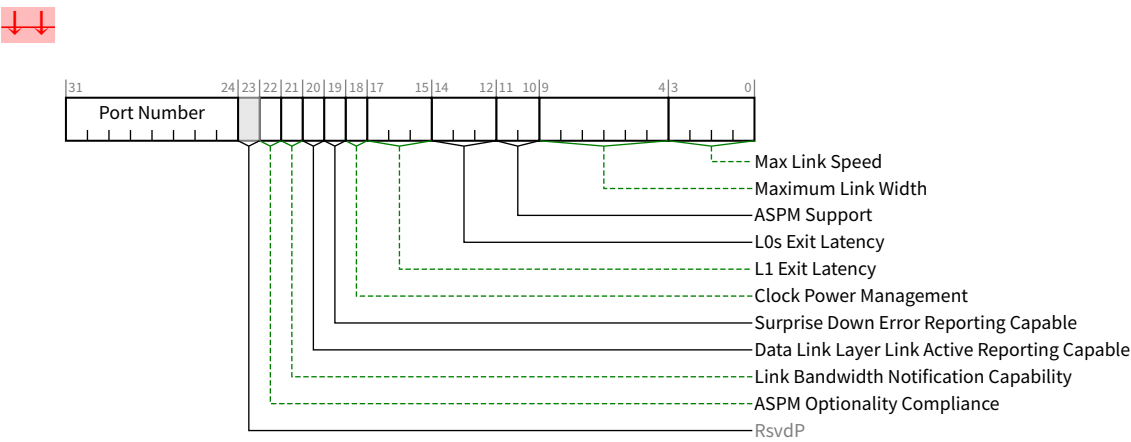 31 24 23 22 21 20 19 18 17 15 14 12 11 10 9 4 3 0
Port Number
Max Link Speed
Maximum Link Width
ASPM Support
L0s Exit Latency
L1 Exit Latency
Clock Power Management
Surprise Down Error Reporting Capable
Data Link Layer Link Active Reporting Capable
Link Bandwidth Notification Capability
ASPM Optionality Compliance
RsvdP